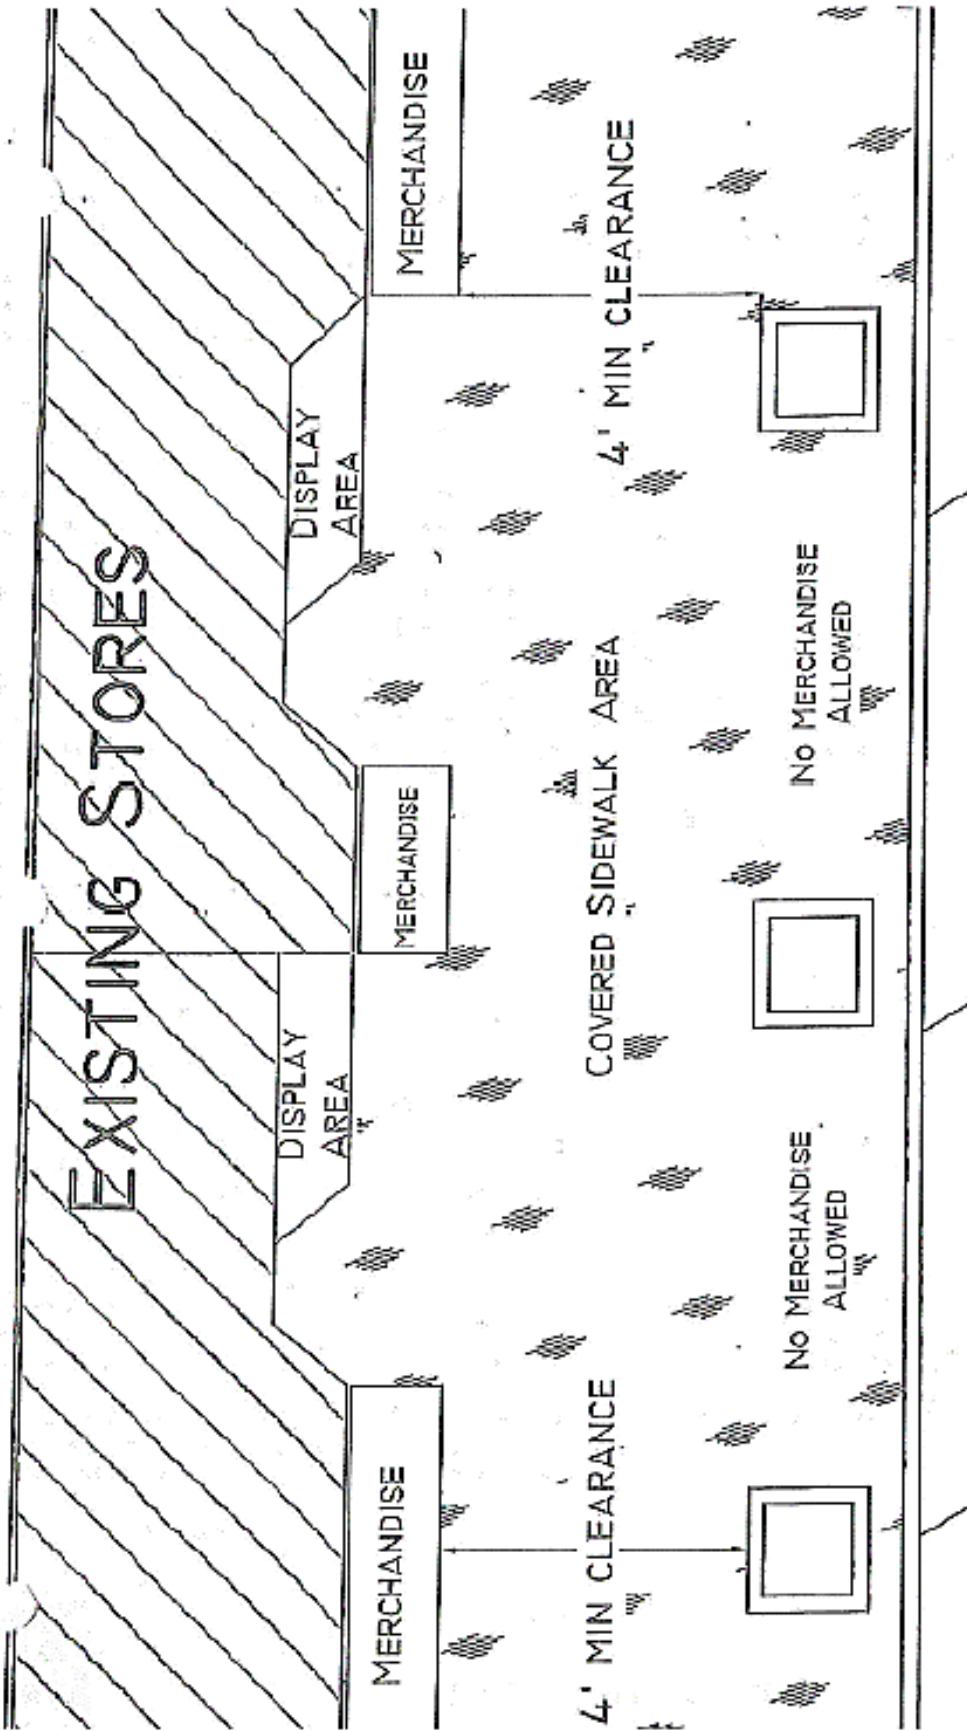 EXISTING STORES
DISPLAY
AREA
DISPLAY
AREA
MERCHANDISE
MERCHANDISE
MERCHANDISE
4' MIN CLEARANCE
COVERED SIDEWALK AREA
4' MIN CLEARANCE
NO MERCHANDISE
ALLOWED
NO MERCHANDISE
ALLOWED